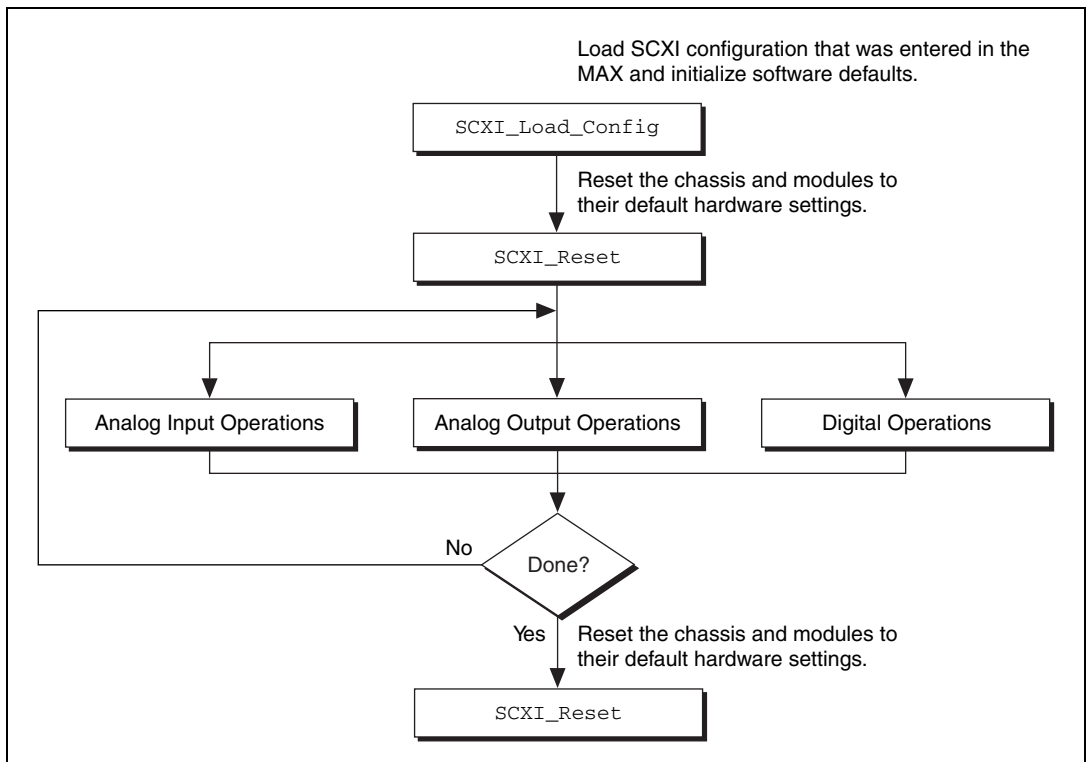 Load SCXI configuration that was entered in the
MAX and initialize software defaults.
SCXI_Load_Config
Reset the chassis and modules to
their default hardware settings.
SCXI_Reset
Analog Input Operations
Analog Output Operations
Digital Operations
No
Done?
Yes
Reset the chassis and modules to
their default hardware settings.
SCXI_Reset